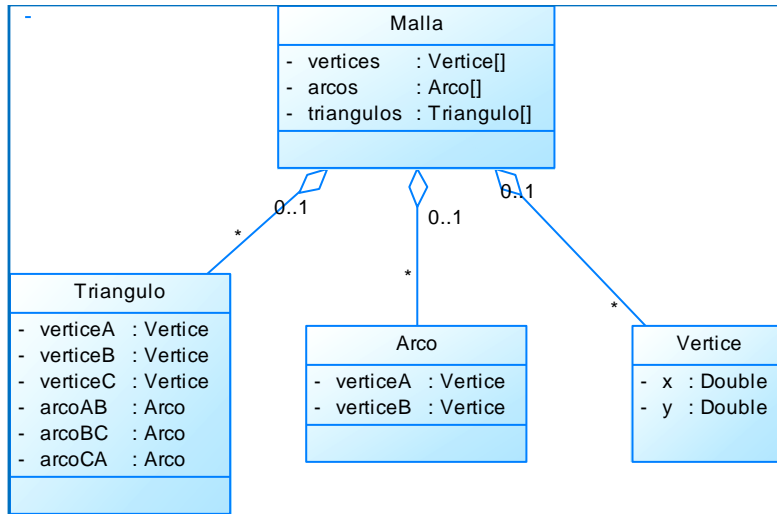 -
Malla
- vertices : Vertice[]
- arcos : Arco[]
- triangulos : Triangulo[]
0..1
0..1
0..1
*
*
*
Triangulo
- verticeA : Vertice
- verticeB : Vertice
- verticeC : Vertice
- arcoAB : Arco
- arcoBC : Arco
- arcoCA : Arco
Arco
- verticeA : Vertice
- verticeB : Vertice
Vertice
- x : Double
- y : Double